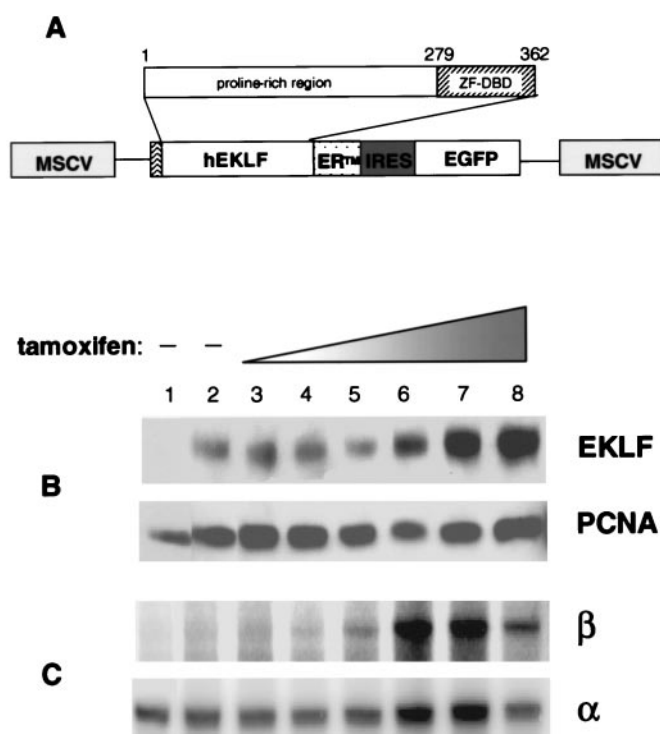 A
1 279 362
proline-rich region ZF-DBD
MSCV hEKLF ER™ IRES EGFP MSCV
tamoxifen: – –
1 2 3 4 5 6 7 8
EKLF
B
PCNA
β
C
α